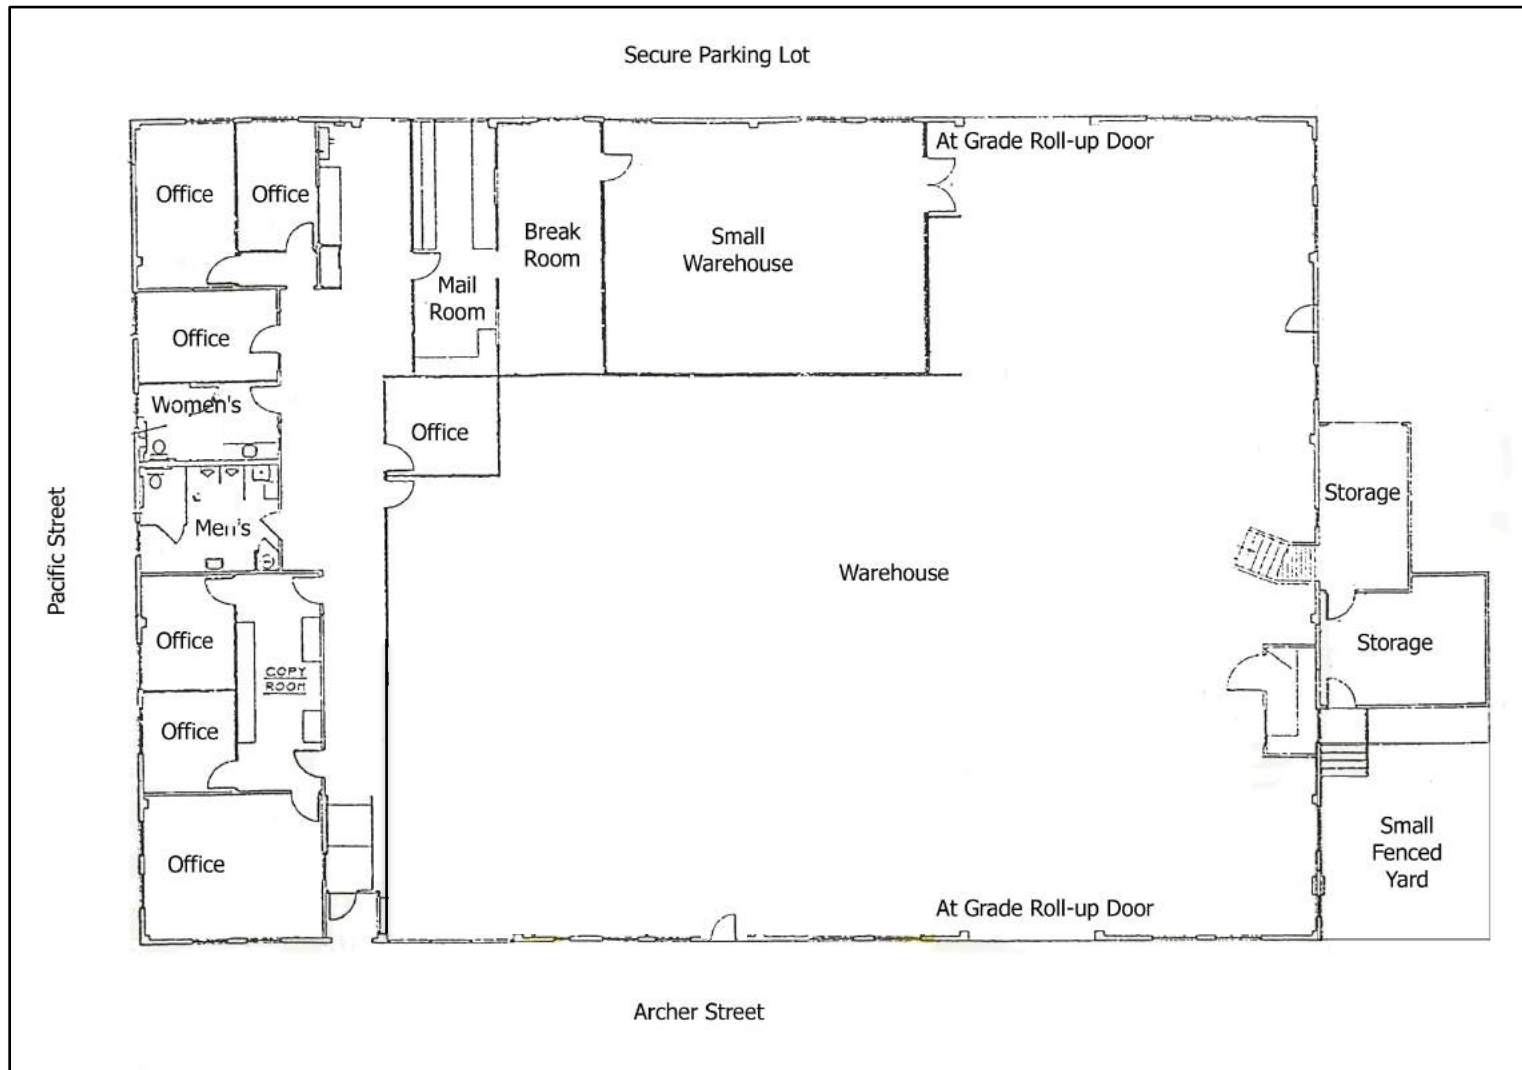 Secure Parking Lot
At Grade Roll-up Door
Office
Office
Break
Room
Small
Warehouse
Mail
Room
Office
Women's
Office
Storage
Pacific Street
Men's
Warehouse
Office
COPY
ROOM
Storage
Office
Small
Fenced
Yard
Office
At Grade Roll-up Door
Archer Street